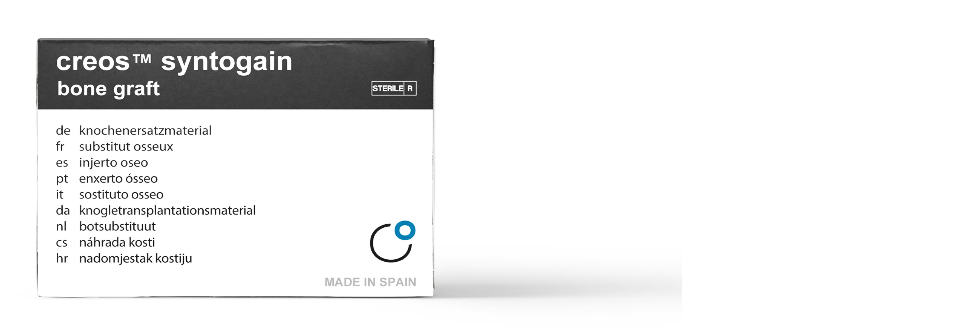 creos™ syntogain
bone graft
STERILE R
de knochenersatzmaterial
fr substitut osseux
es injerto oseo
pt enxerto ósseo
it sostituto osseo
da knogletransplantationsmaterial
nl botsubstituut
cs náhrada kosti
hr nadomjestak kostiju
MADE IN SPAIN